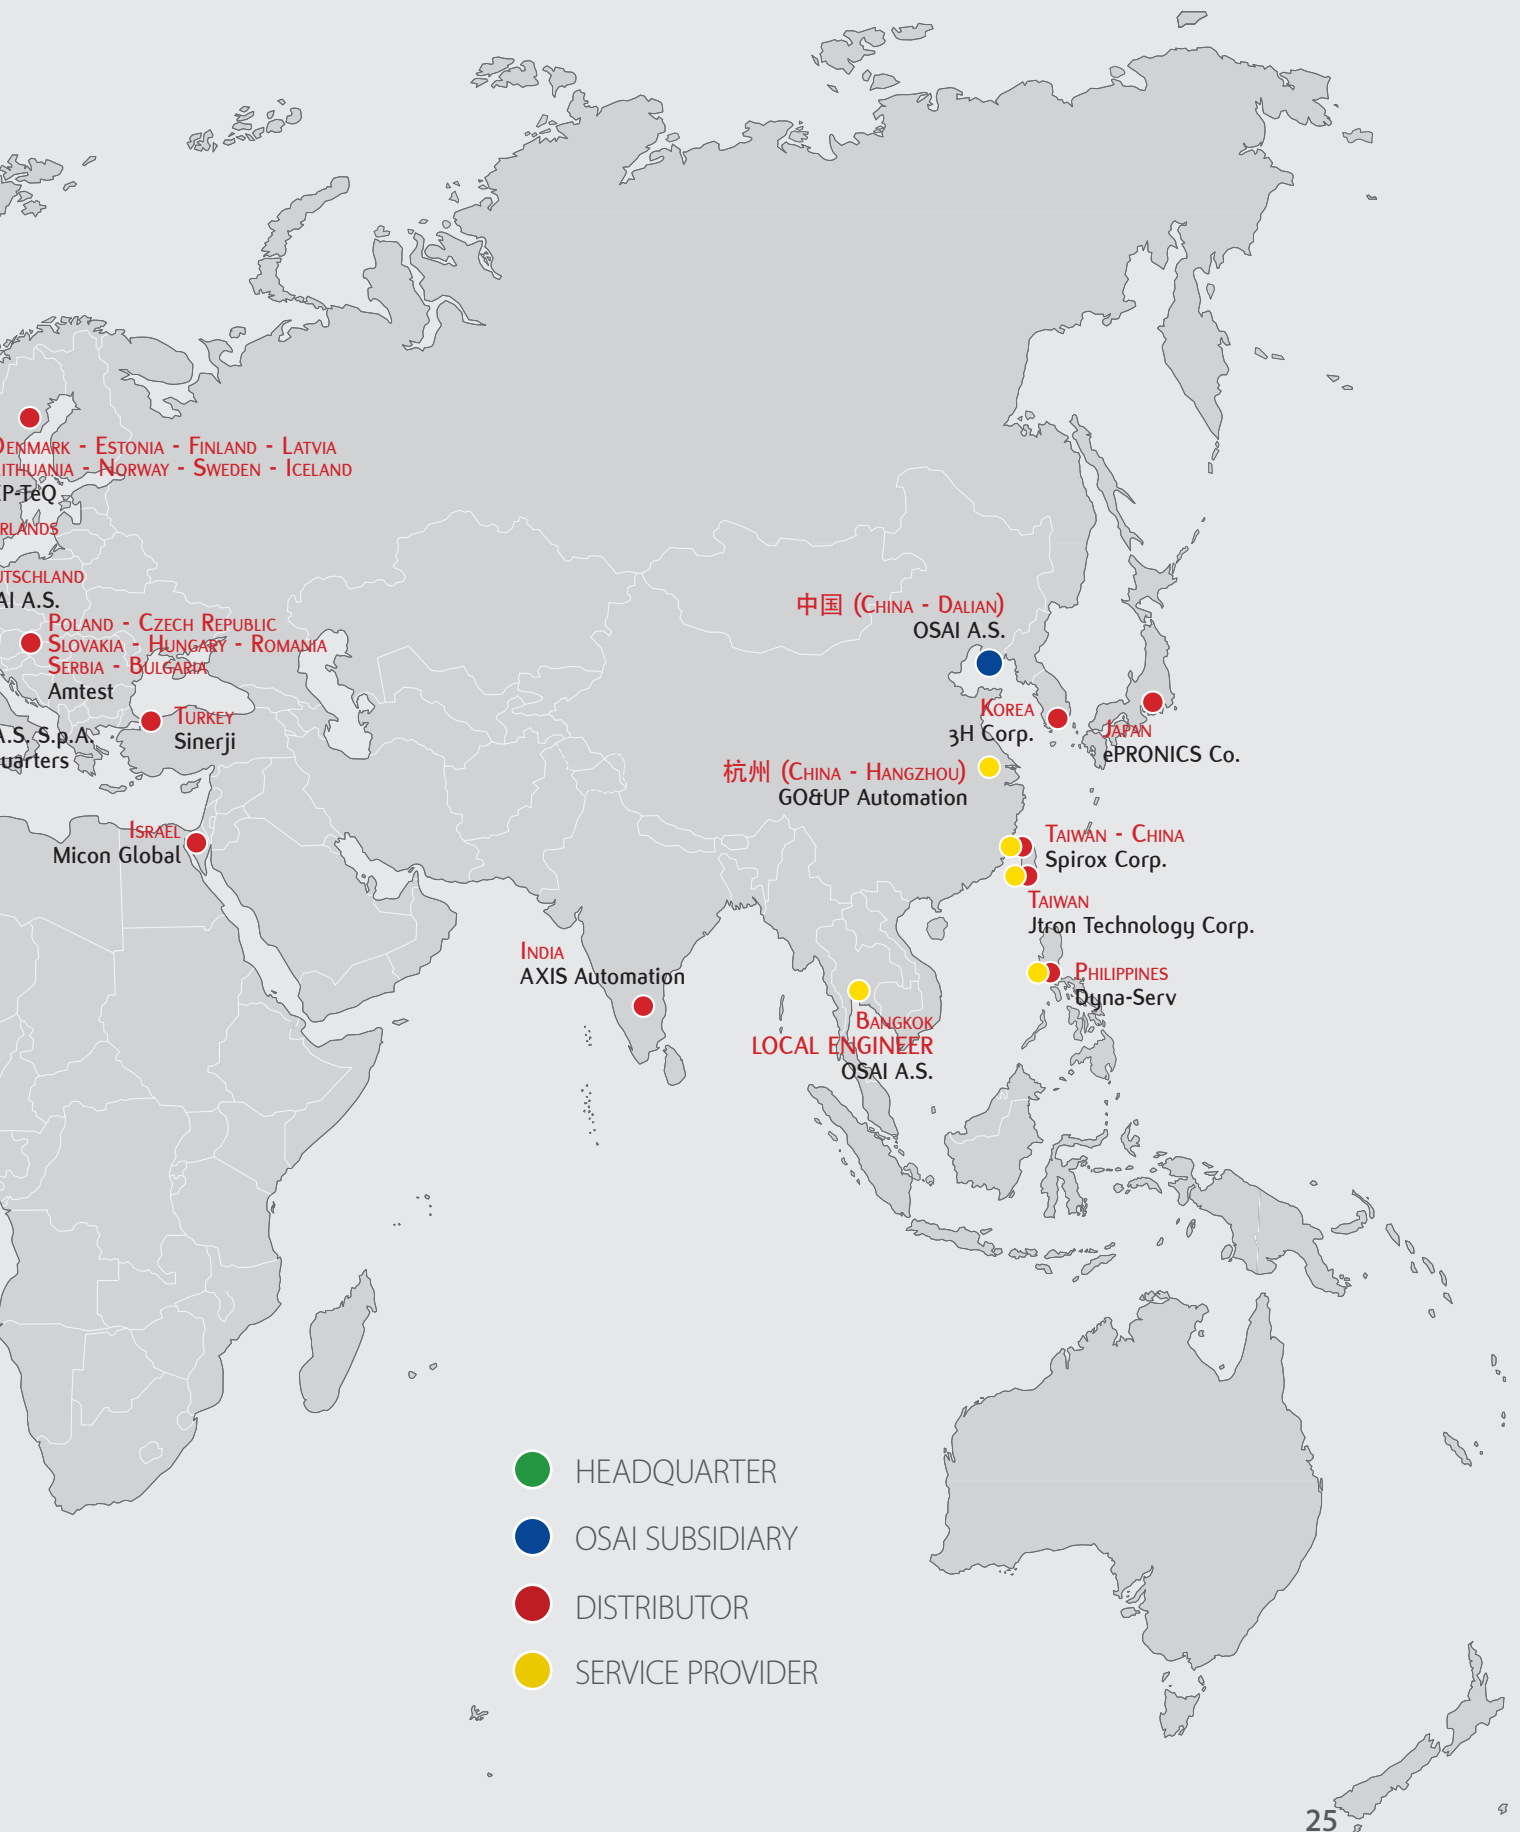 DENMARK - ESTONIA - FINLAND - LATVIA
ITHUANIA - NORWAY - SWEDEN - ICELAND
P-TeQ
RLANDS
UTSCHLAND
AI A.S.
POLAND - CZECH REPUBLIC
SLOVAKIA - HUNGARY - ROMANIA
SERBIA - BULGARIA
Amtest
TURKEY
Sinerji
A.S. S.p.A.
uarters
ISRAEL
Micon Global
INDIA
AXIS Automation
中国 (CHINA - DALIAN)
OSAI A.S.
KOREA
3H Corp.
JAPAN
ePRONICS Co.
杭州 (CHINA - HANGZHOU)
GO&UP Automation
TAIWAN - CHINA
Spirox Corp.
TAIWAN
Jtron Technology Corp.
PHILIPPINES
Dyna-Serv
BANGKOK
LOCAL ENGINEER
OSAI A.S.
HEADQUARTER
OSAI SUBSIDIARY
DISTRIBUTOR
SERVICE PROVIDER
25